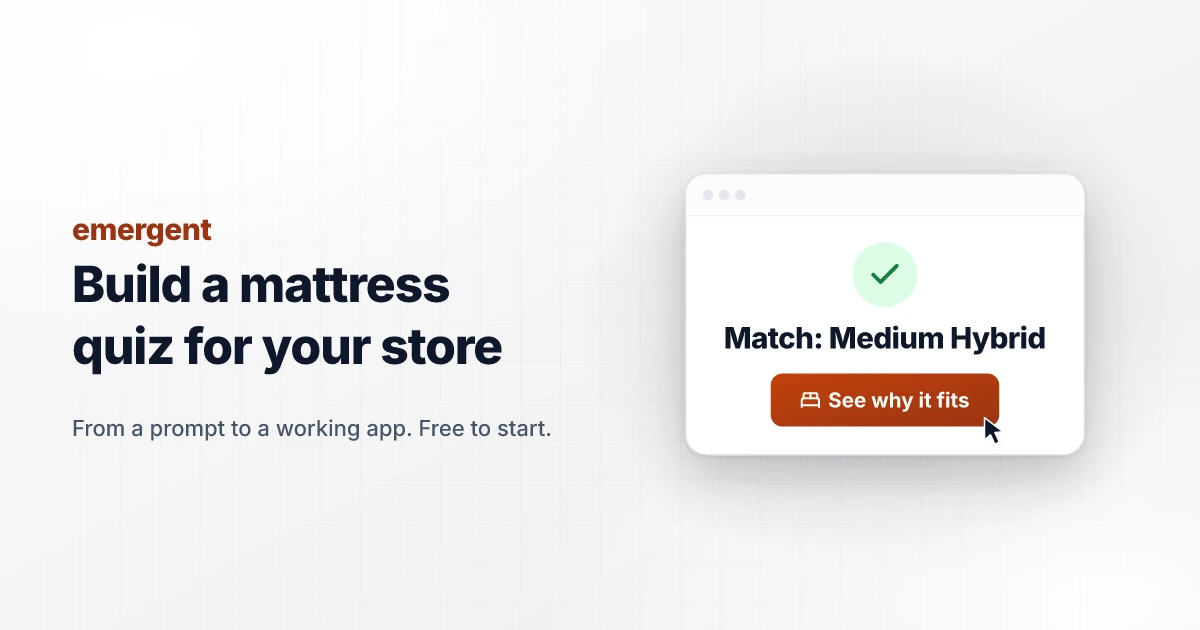 emergent
Build a mattress
quiz for your store
From a prompt to a working app. Free to start.
Match: Medium Hybrid
See why it fits